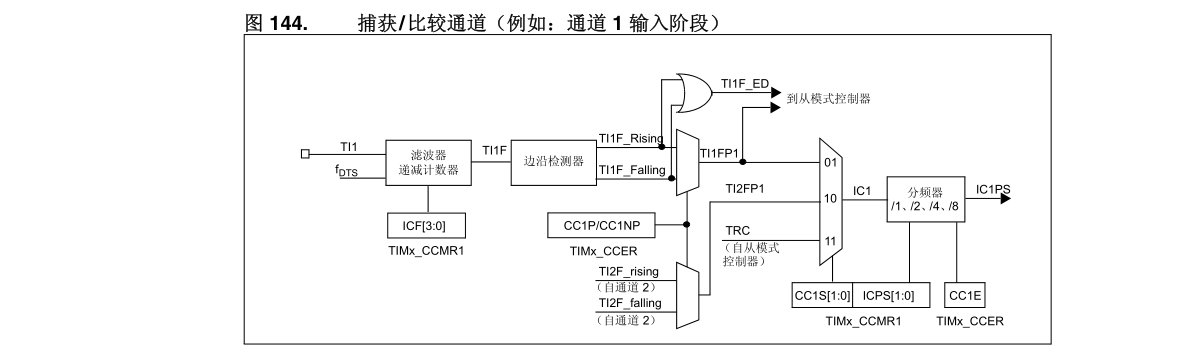 图 144. 捕获/比较通道（例如：通道 1 输入阶段）
TI1F_ED
到从模式控制器
TI1
fDTS
滤波器
递减计数器
TI1F
边沿检测器
TI1F_Rising
TI1F_Falling
TI1FP1
TI2FP1
TRC
（自从模式
控制器）
01
10
11
IC1
分频器
/1、/2、/4、/8
IC1PS
ICF[3:0]
TIMx_CCMR1
CC1P/CC1NP
TIMx_CCER
TI2F_rising
（自通道 2）
TI2F_falling
（自通道 2）
CC1S[1:0]
ICPS[1:0]
CC1E
TIMx_CCMR1
TIMx_CCER